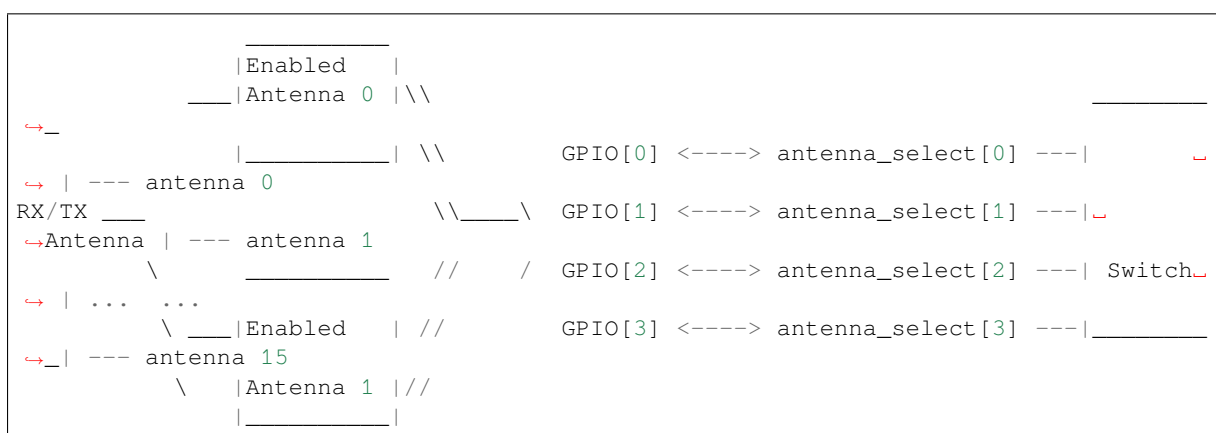 __________
              |Enabled   |
           ___|Antenna 0 |\\                                              ________
↪_
              |__________| \\        GPIO[0] <----> antenna_select[0] ---|       ␣
↪ | --- antenna 0
RX/TX ___                   \\____\  GPIO[1] <----> antenna_select[1] ---|␣
↪Antenna | --- antenna 1
         \     __________   //    /  GPIO[2] <----> antenna_select[2] ---| Switch␣
↪ | ...  ...
          \ ___|Enabled   | //        GPIO[3] <----> antenna_select[3] ---|________
↪_| --- antenna 15
           \   |Antenna 1 |//
               |__________|